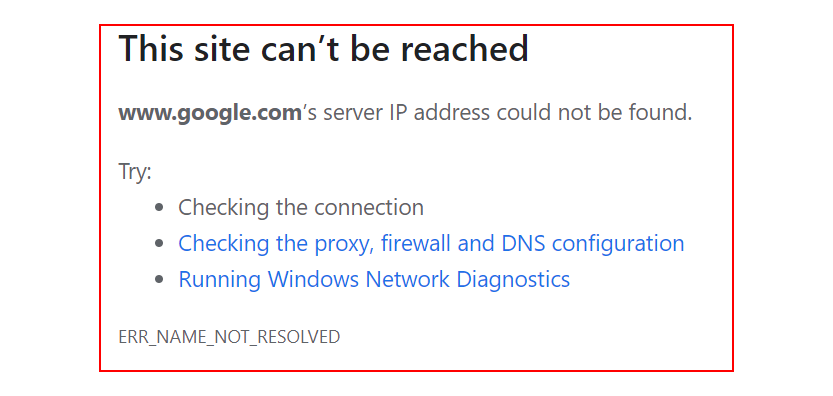 This site can’t be reached
www.google.com’s server IP address could not be found.
Try:
• Checking the connection
• Checking the proxy, firewall and DNS configuration
• Running Windows Network Diagnostics
ERR_NAME_NOT_RESOLVED